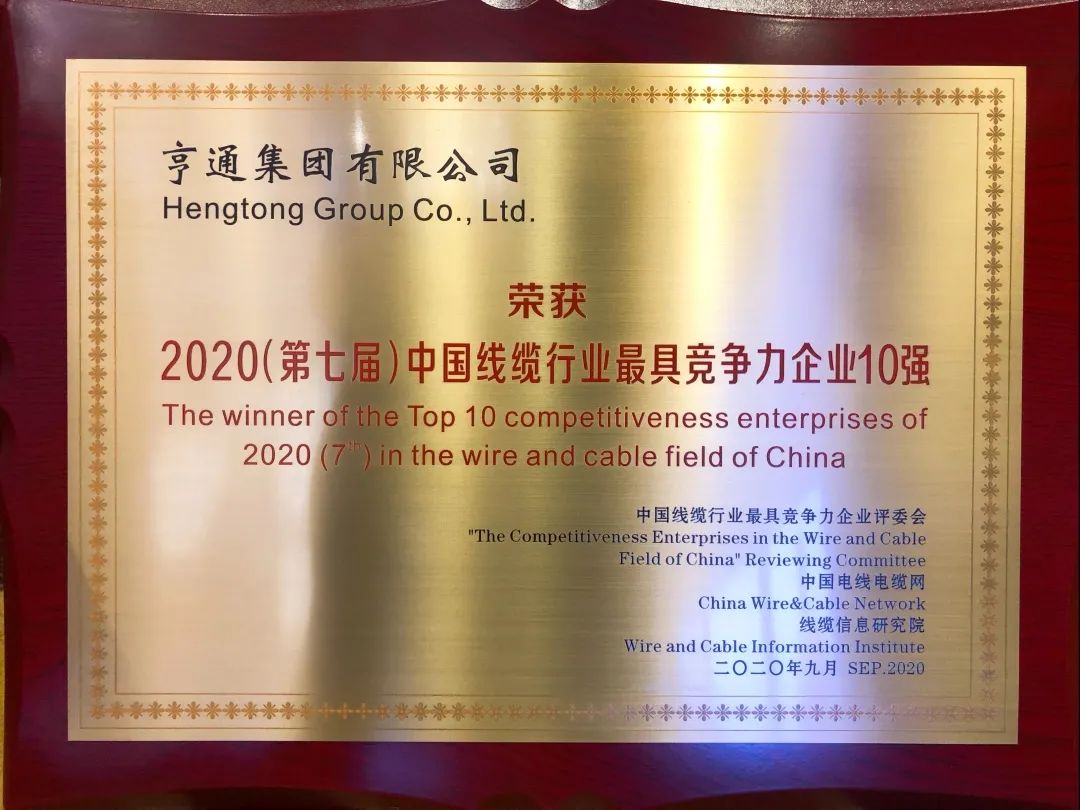 亨通集团有限公司
Hengtong Group Co., Ltd.
荣获
2020(第七届)中国线缆行业最具竞争力企业10强
The winner of the Top 10 competitiveness enterprises of
2020 (7th) in the wire and cable field of China
中国线缆行业最具竞争力企业评委会
"The Competitiveness Enterprises in the Wire and Cable
Field of China" Reviewing Committee
中国电线电缆网
China Wire&Cable Network
线缆信息研究院
Wire and Cable Information Institute
二〇二〇年九月 SEP.2020